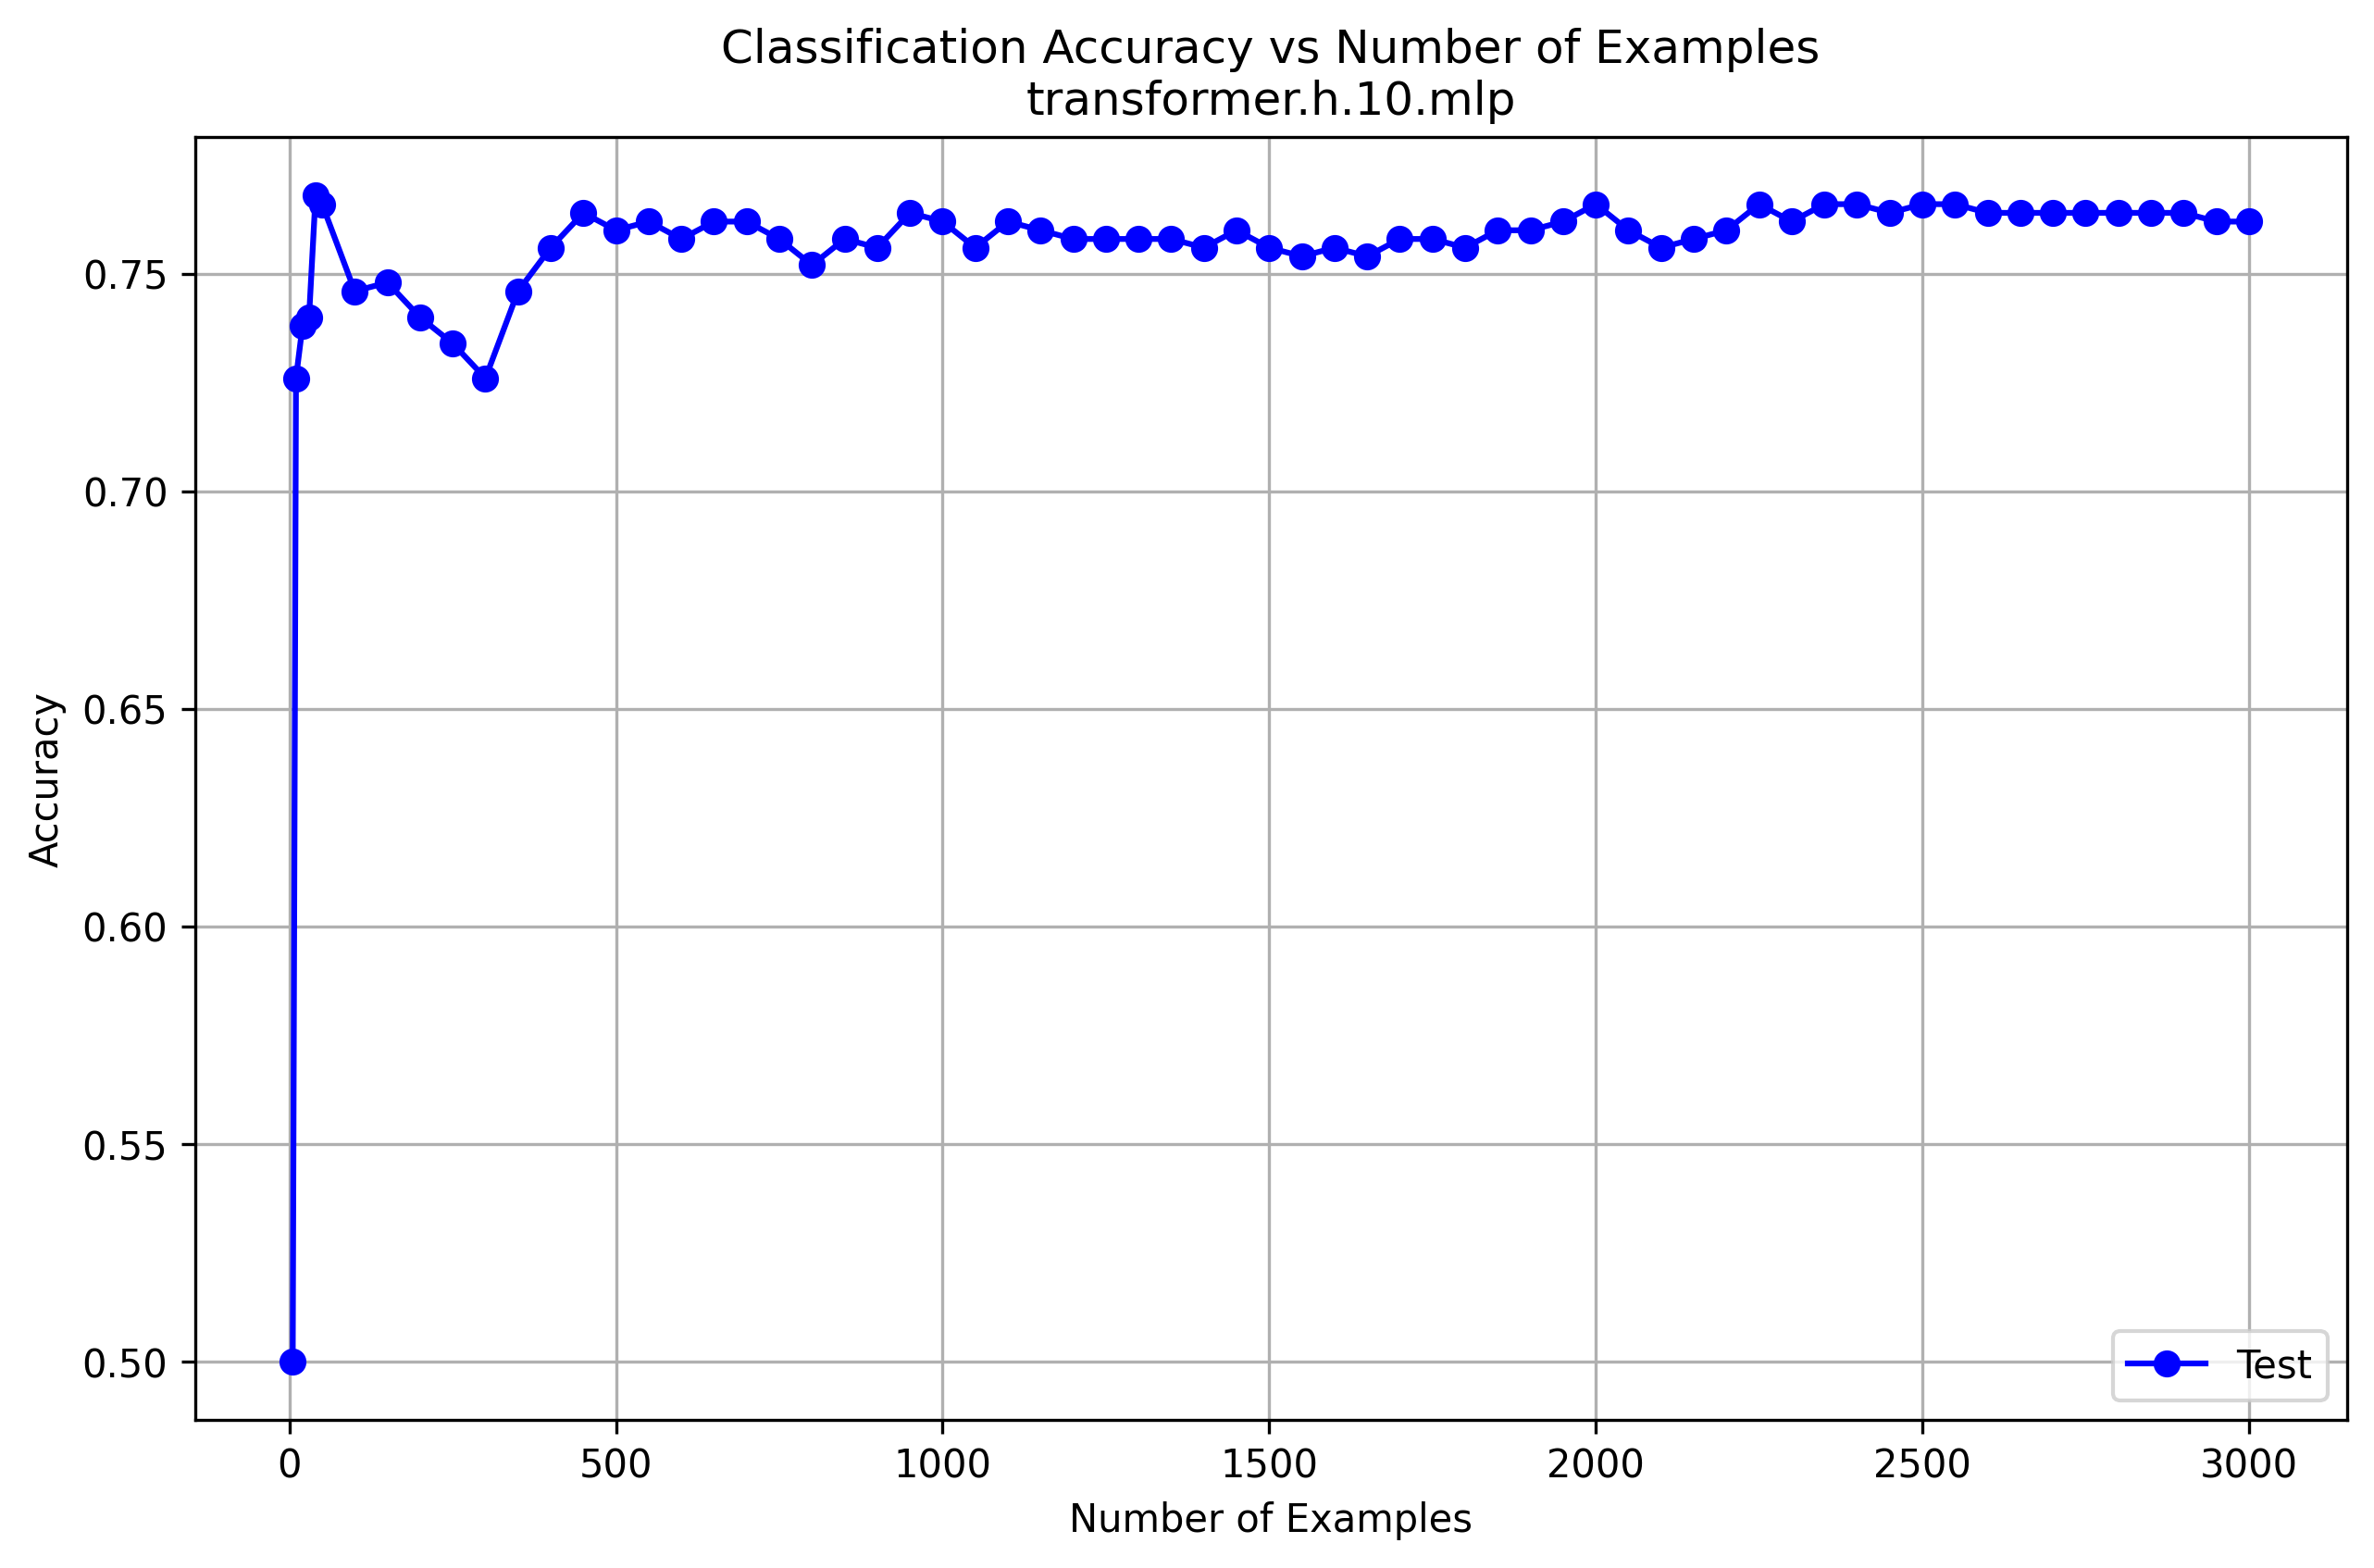 Classification Accuracy vs Number of Examples
transformer.h.10.mlp
Accuracy
0.75
0.70
0.65
0.60
0.55
0.50
Test
0 500 1000 1500 2000 2500 3000
Number of Examples